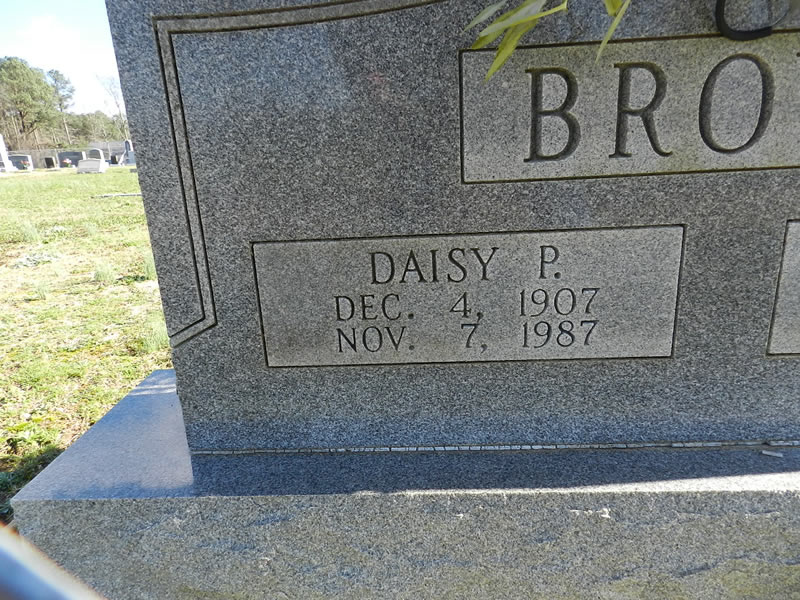 BRO
DAISY P.
DEC. 4, 1907
NOV. 7, 1987